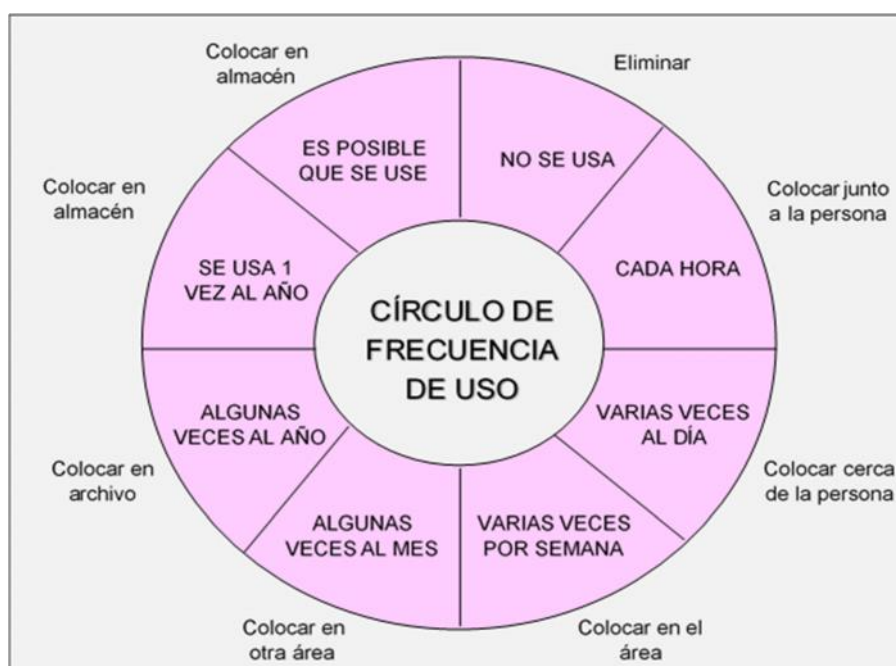 Colocar en
almacén
Eliminar
ES POSIBLE
QUE SE USE
NO SE USA
Colocar en
almacén
Colocar junto
a la persona
SE USA 1
VEZ AL AÑO
CADA HORA
CÍRCULO DE
FRECUENCIA
DE USO
ALGUNAS
VECES AL AÑO
VARIAS VECES
AL DÍA
Colocar en
archivo
Colocar cerca
de la persona
ALGUNAS
VECES AL MES
VARIAS VECES
POR SEMANA
Colocar en
otra área
Colocar en el
área